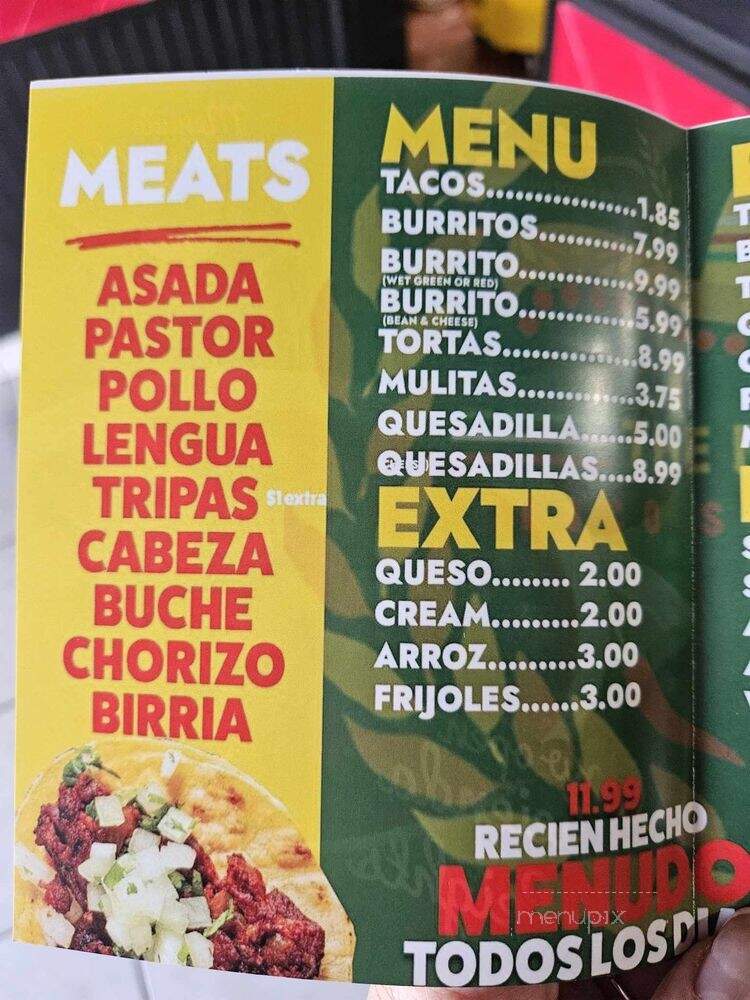 MEATS
ASADA
PASTOR
POLLO
LENGUA
TRIPAS $1 extra
CABEZA
BUCHE
CHORIZO
BIRRIA
MENU
TACOS..................1.85
BURRITOS...........7.99
BURRITO.............9.99
(WET GREEN OR RED)
BURRITO.............5.99
(BEAN & CHEESE)
TORTAS................8.99
MULITAS..............3.75
QUESADILLA......5.00
QUESADILLAS....8.99
EXTRA
QUESO........ 2.00
CREAM.........2.00
ARROZ.........3.00
FRIJOLES......3.00
11.99
RECIEN HECHO
MENUDO
menupix
TODOS LOS DIA